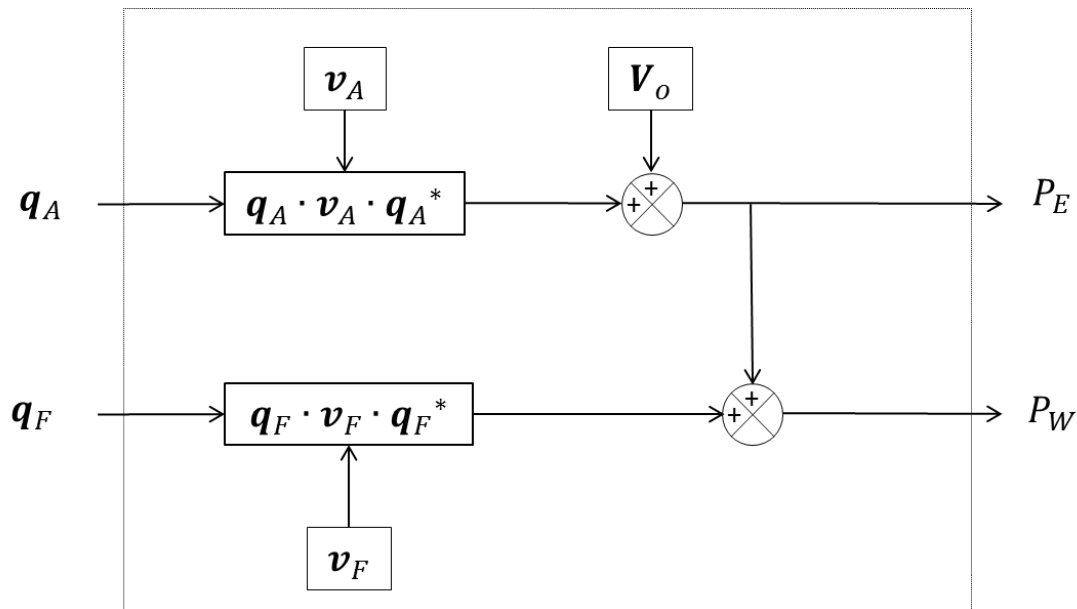 v_A
V_o
q_A
q_A · v_A · q_A*
+
+
P_E
q_F
q_F · v_F · q_F*
+
+
P_W
v_F